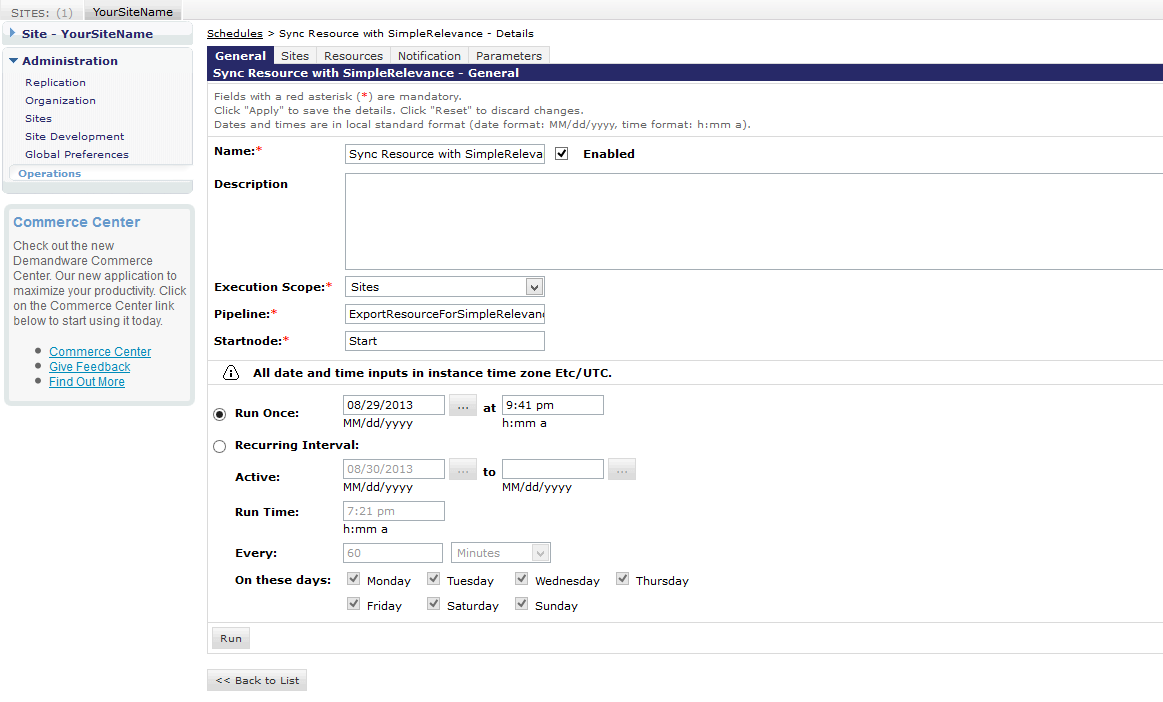 SITES: (1) YourSiteName
Site - YourSiteName
Administration
Replication
Organization
Sites
Site Development
Global Preferences
Operations
Commerce Center
Check out the new
Demandware Commerce
Center. Our new application to
maximize your productivity. Click
on the Commerce Center link
below to start using it today.
Commerce Center
Give Feedback
Find Out More
Schedules > Sync Resource with SimpleRelevance - Details
General Sites Resources Notification Parameters
Sync Resource with SimpleRelevance - General
Fields with a red asterisk (*) are mandatory.
Click "Apply" to save the details. Click "Reset" to discard changes.
Dates and times are in local standard format (date format: MM/dd/yyyy, time format: h:mm a).
Name:* Sync Resource with SimpleReleva Enabled
Description
Execution Scope:* Sites
Pipeline:* ExportResourceForSimpleRelevan
Startnode:* Start
All date and time inputs in instance time zone Etc/UTC.
Run Once: 08/29/2013 ... at 9:41 pm
MM/dd/yyyy h:mm a
Recurring Interval:
Active: 08/30/2013 ... to ...
MM/dd/yyyy MM/dd/yyyy
Run Time: 7:21 pm
h:mm a
Every: 60 Minutes
On these days: Monday Tuesday Wednesday Thursday
Friday Saturday Sunday
Run
<< Back to List